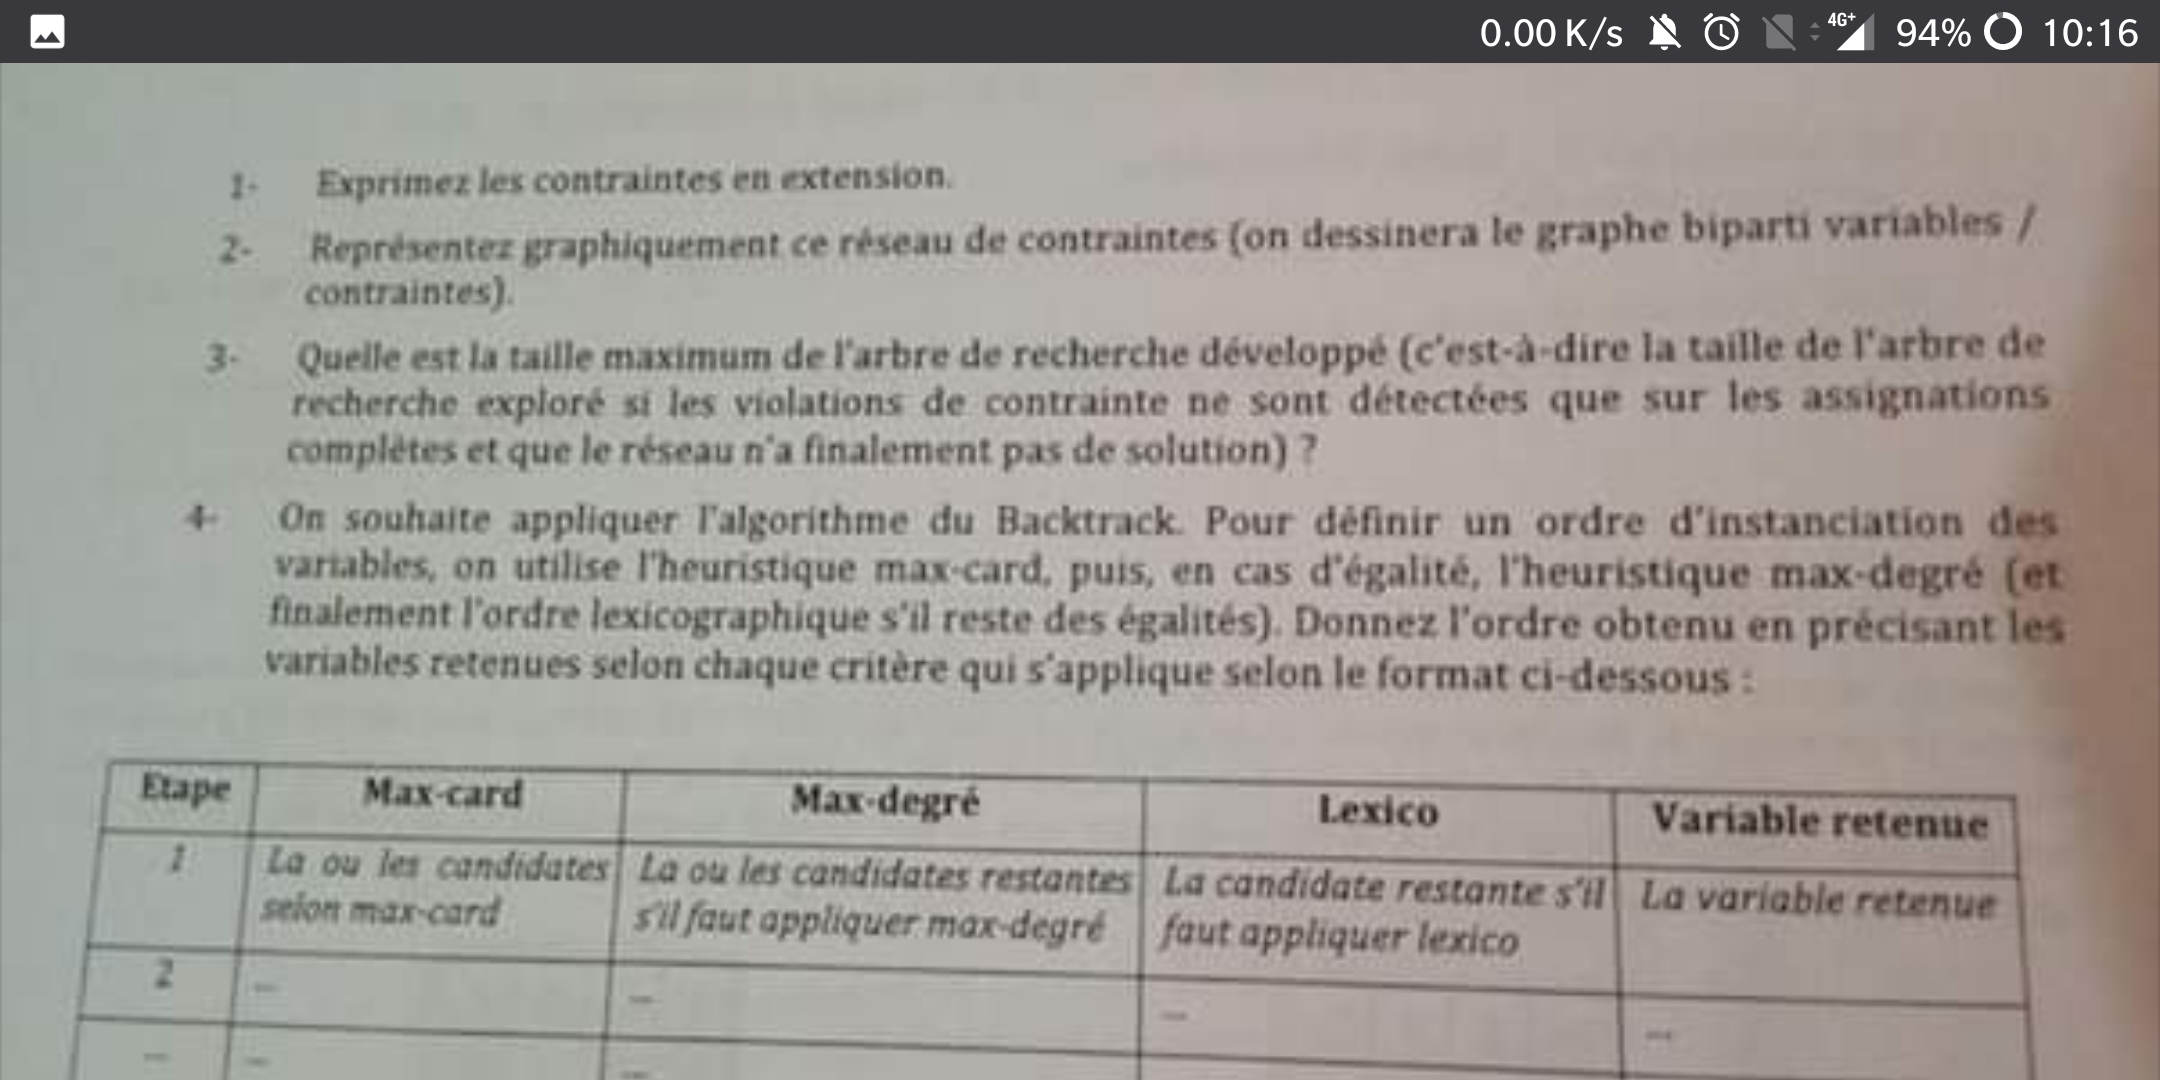 0.00 K/s 4G+ 94% 10:16
1- Exprimez les contraintes en extension.
2- Représentez graphiquement ce réseau de contraintes (on dessinera le graphe biparti variables /
contraintes).
3- Quelle est la taille maximum de l'arbre de recherche développé (c'est-à-dire la taille de l'arbre de
recherche exploré si les violations de contrainte ne sont détectées que sur les assignations
complètes et que le réseau n'a finalement pas de solution) ?
4- On souhaite appliquer l'algorithme du Backtrack. Pour définir un ordre d'instanciation des
variables, on utilise l'heuristique max-card, puis, en cas d'égalité, l'heuristique max-degré (et
finalement l'ordre lexicographique s'il reste des égalités). Donnez l'ordre obtenu en précisant les
variables retenues selon chaque critère qui s'applique selon le format ci-dessous :
Etape Max-card Max-degré Lexico Variable retenue
1 La ou les candidates La ou les candidates restantes La candidate restante s'il La variable retenue
selon max-card s'il faut appliquer max-degré faut appliquer lexico
2 ... ... ... ...
... ... ...